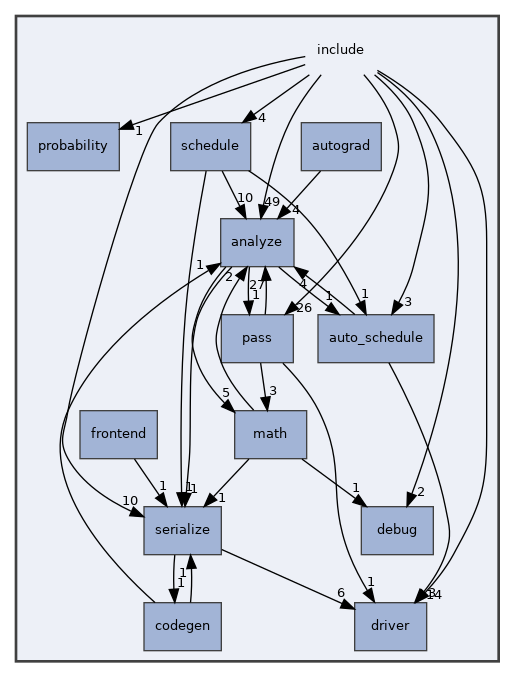 include
1
4
probability
schedule
autograd
10
49
4
analyze
1
2
27
1
4
1
1
3
26
pass
auto_schedule
5
3
frontend
math
1
1
1
1
1
2
10
serialize
debug
1
1
6
1
14
codegen
driver